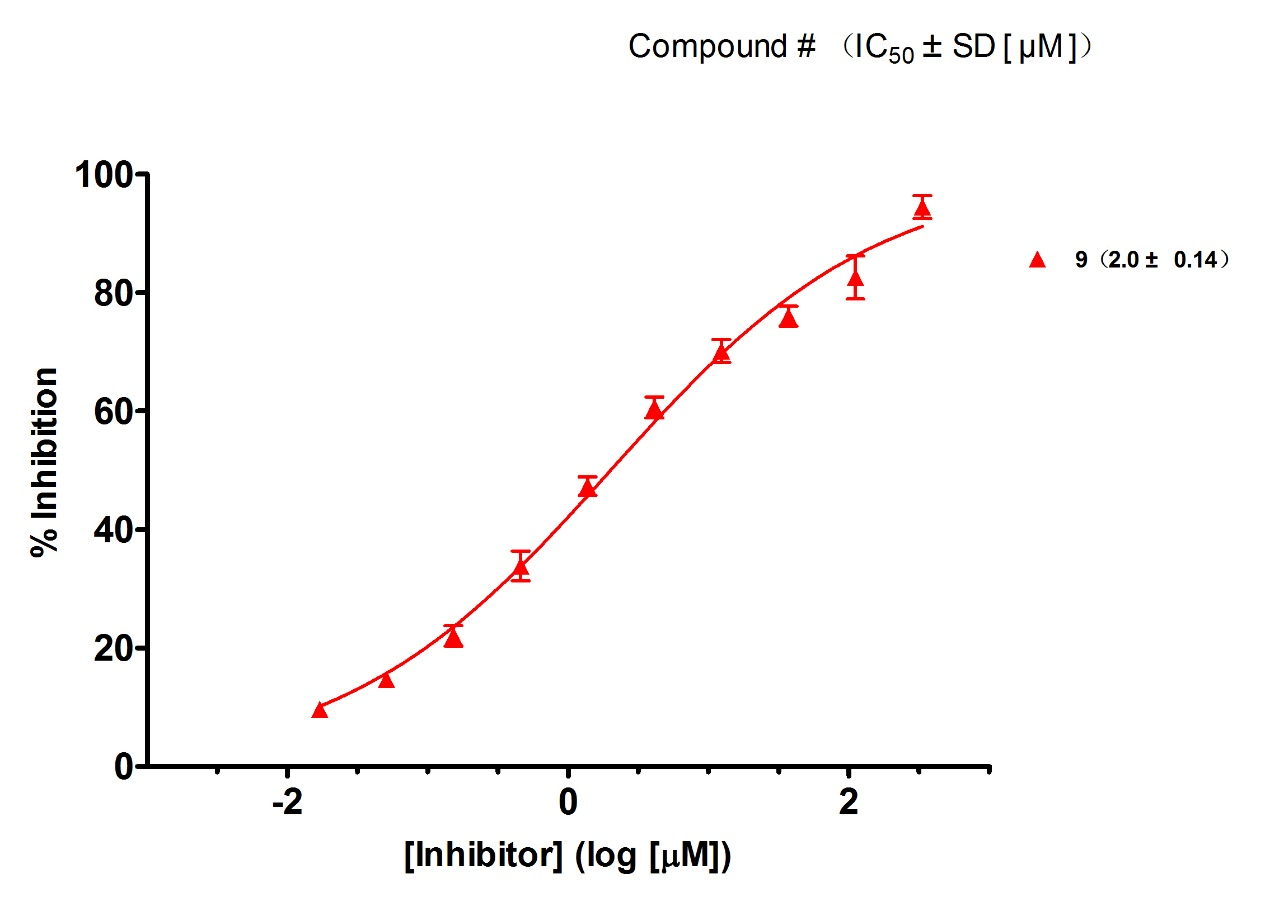 Compound # （IC50 ± SD [ μM ]）
100
80
60
40
20
0
% Inhibition
-2 0 2
[Inhibitor] (log [μM])
9（2.0 ± 0.14）